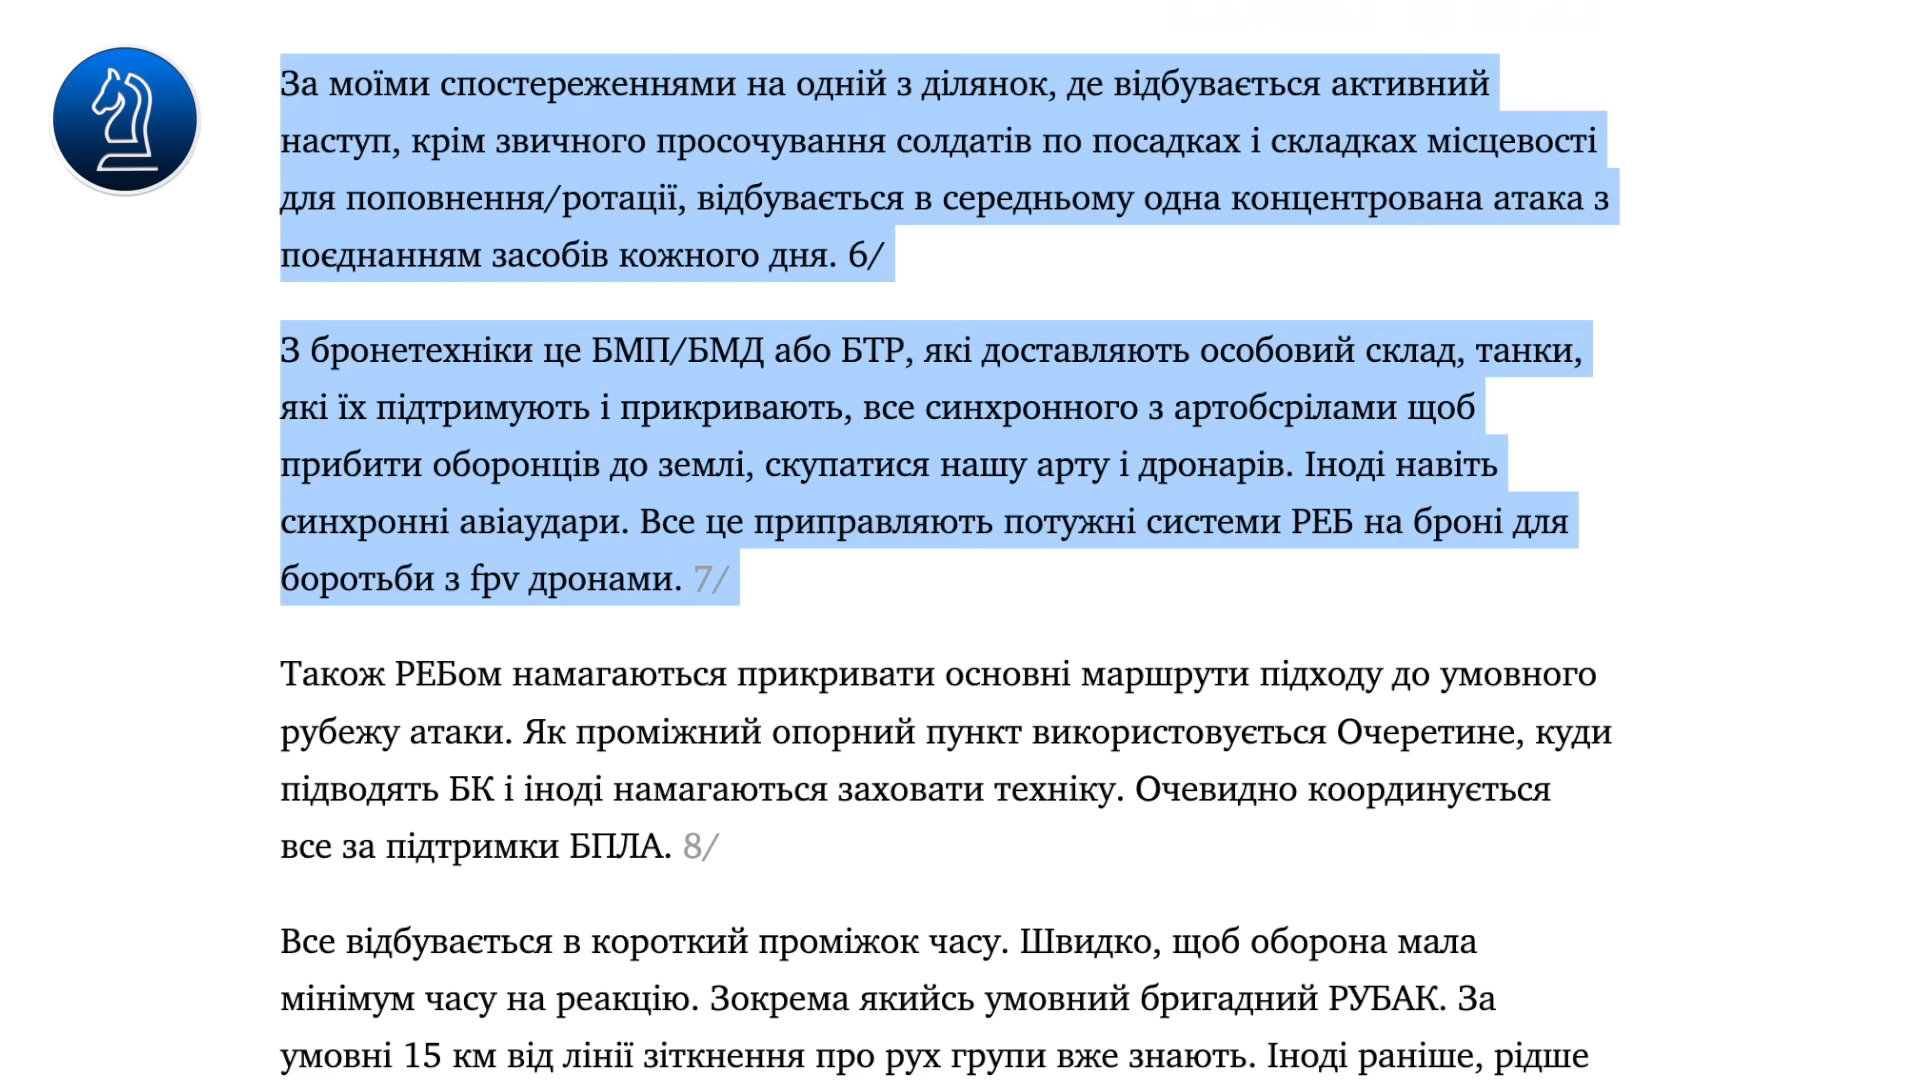 За моїми спостереженнями на одній з ділянок, де відбувається активний
наступ, крім звичного просочування солдатів по посадках і складках місцевості
для поповнення/ротації, відбувається в середньому одна концентрована атака з
поєднанням засобів кожного дня. 6/
З бронетехніки це БМП/БМД або БТР, які доставляють особовий склад, танки,
які їх підтримують і прикривають, все синхронного з артобсрілами щоб
прибити оборонців до землі, скупатися нашу арту і дронарів. Іноді навіть
синхронні авіаудари. Все це приправляють потужні системи РЕБ на броні для
боротьби з fpv дронами. 7/
Також РЕБом намагаються прикривати основні маршрути підходу до умовного
рубежу атаки. Як проміжний опорний пункт використовується Очеретине, куди
підводять БК і іноді намагаються заховати техніку. Очевидно координується
все за підтримки БПЛА. 8/
Все відбувається в короткий проміжок часу. Швидко, щоб оборона мала
мінімум часу на реакцію. Зокрема якийсь умовний бригадний РУБАК. За
умовні 15 км від лінії зіткнення про рух групи вже знають. Іноді раніше, рідше